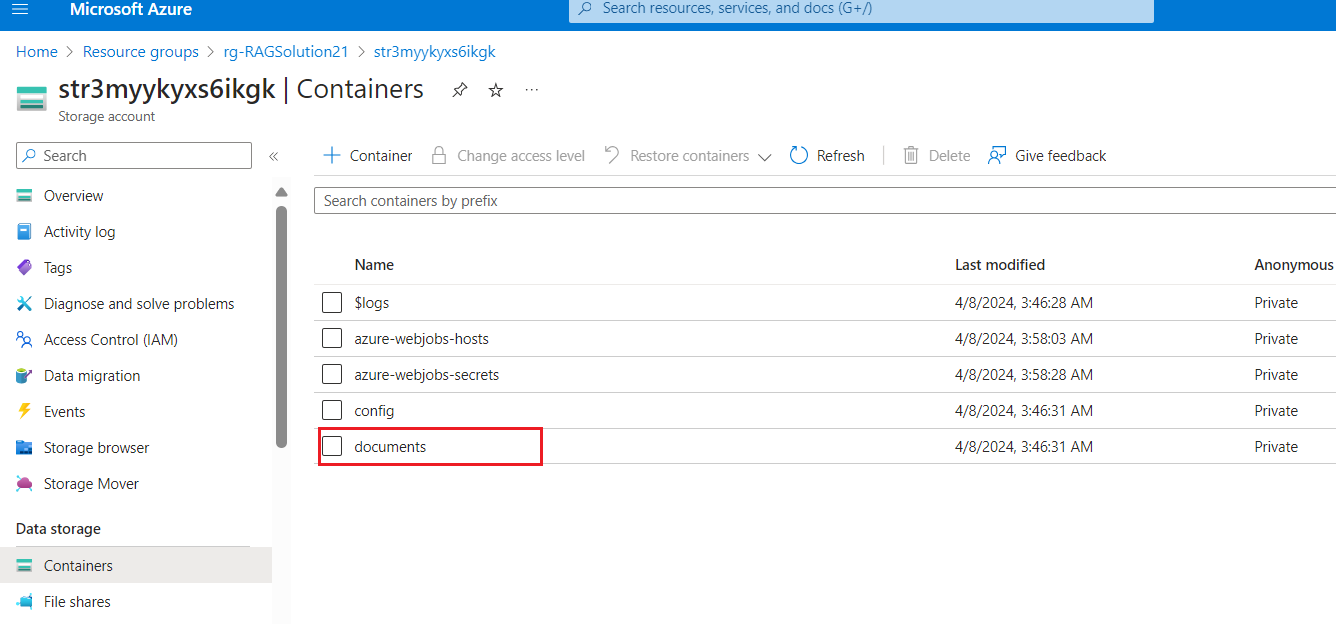 Microsoft Azure
Search resources, services, and docs (G+/)
Home > Resource groups > rg-RAGSolution21 > str3myykyxs6ikgk
str3myykyxs6ikgk | Containers
Storage account
Search
Container
Change access level
Restore containers
Refresh
Delete
Give feedback
Overview
Activity log
Tags
Diagnose and solve problems
Access Control (IAM)
Data migration
Events
Storage browser
Storage Mover
Data storage
Containers
File shares
Search containers by prefix
Name Last modified Anonymous
$logs 4/8/2024, 3:46:28 AM Private
azure-webjobs-hosts 4/8/2024, 3:58:03 AM Private
azure-webjobs-secrets 4/8/2024, 3:58:28 AM Private
config 4/8/2024, 3:46:31 AM Private
documents 4/8/2024, 3:46:31 AM Private